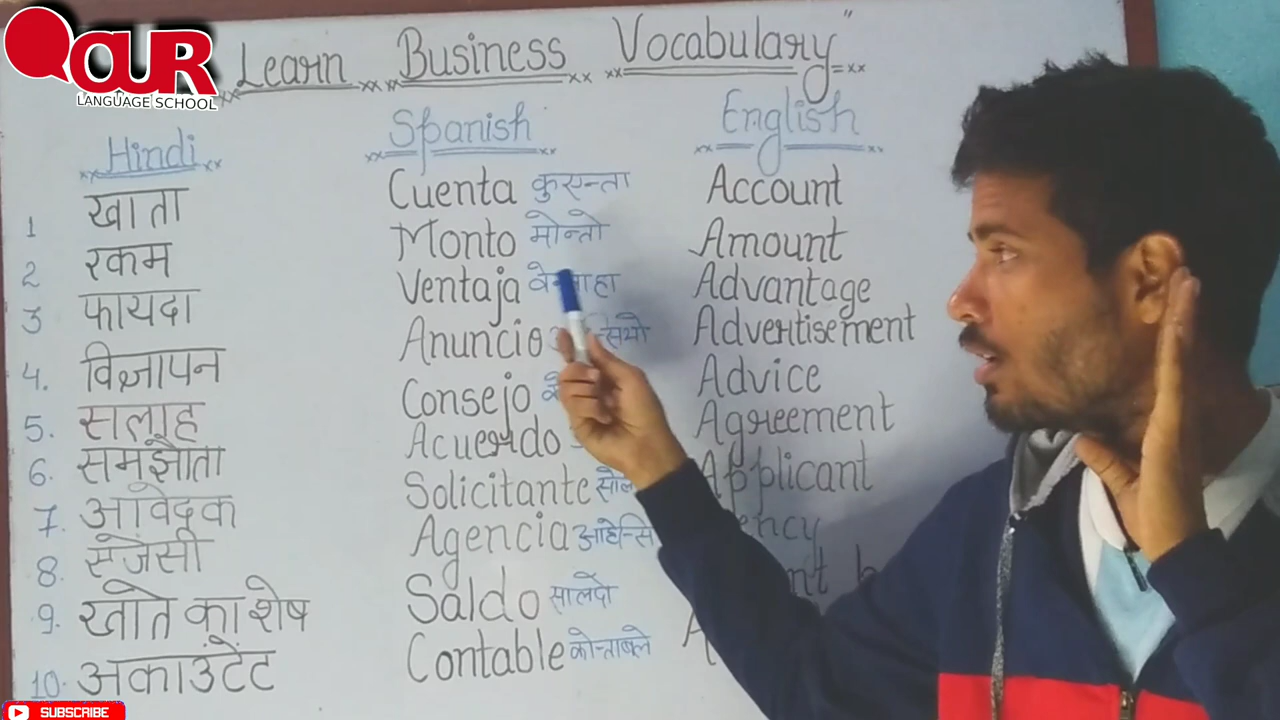 OUR
LANGUAGE SCHOOL
Learn Business Vocabulary"
Hindi Spanish English
1 खाता Cuenta कुएन्ता Account
2 रकम Monto मोन्तो Amount
3 फायदा Ventaja Advantage
4. विज्ञापन Anuncio Advertisement
5. सलाह Consejo Advice
6. समझौता Acuerdo Agreement
7. आवेदक Solicitante Applicant
8. एजेंसी Agencia
9. खाते का शेष Saldo सालदो
10. अकाउंटेंट Contable कोन्ताबले
SUBSCRIBE